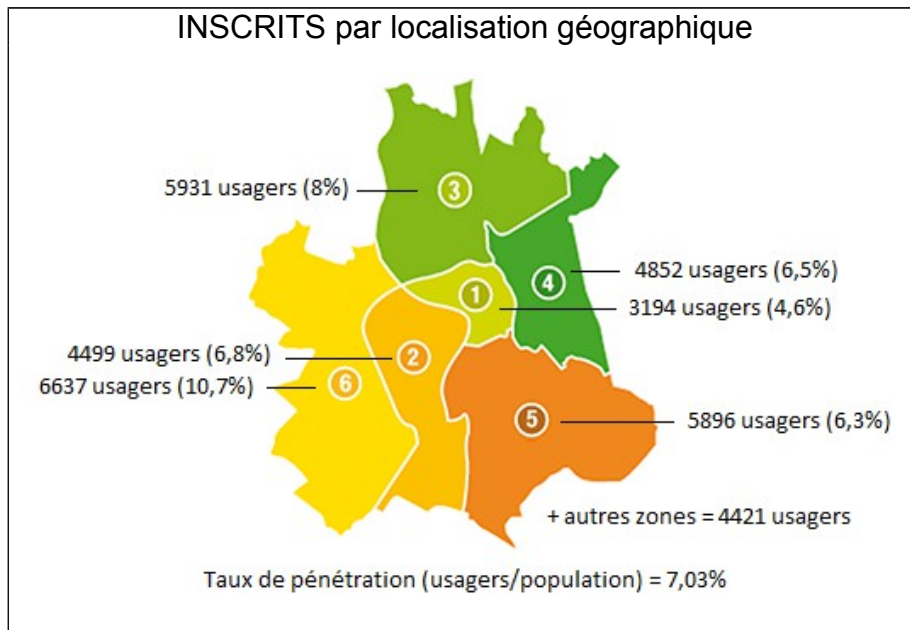 INSCRITS par localisation géographique
5931 usagers (8%)
3
4852 usagers (6,5%)
4
1
3194 usagers (4,6%)
4499 usagers (6,8%)
2
6637 usagers (10,7%)
6
5
5896 usagers (6,3%)
+ autres zones = 4421 usagers
Taux de pénétration (usagers/population) = 7,03%